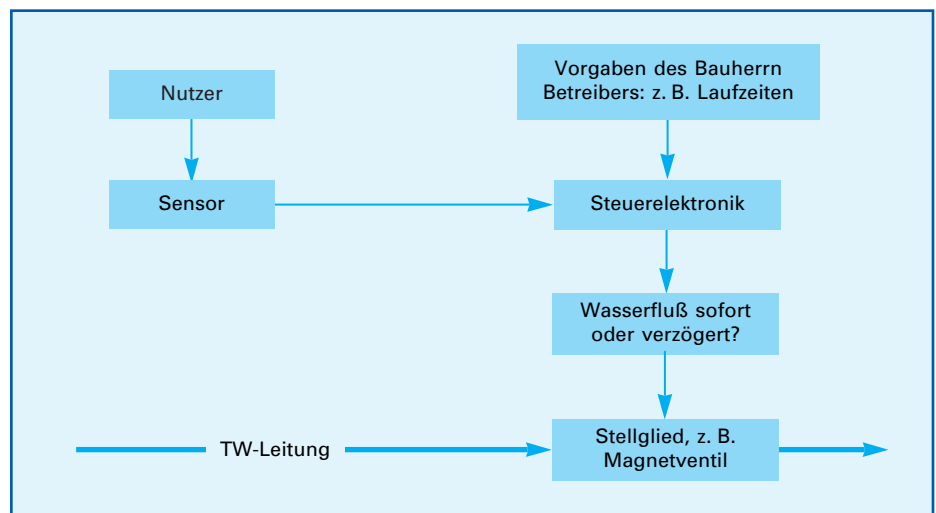 Nutzer
Vorgaben des Bauherrn
Betreibers: z. B. Laufzeiten
Sensor
Steuerelektronik
Wasserfluß sofort
oder verzögert?
TW-Leitung
Stellglied, z. B.
Magnetventil